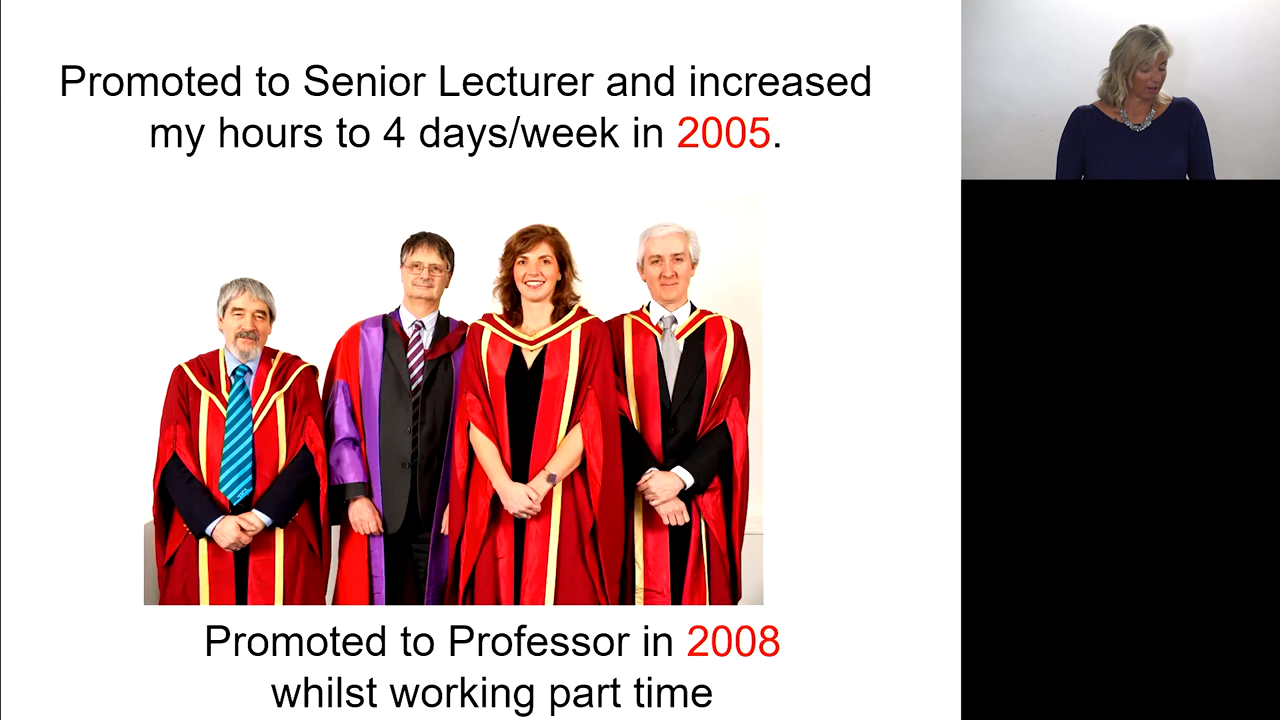 Promoted to Senior Lecturer and increased
my hours to 4 days/week in 2005.
Promoted to Professor in 2008
whilst working part time